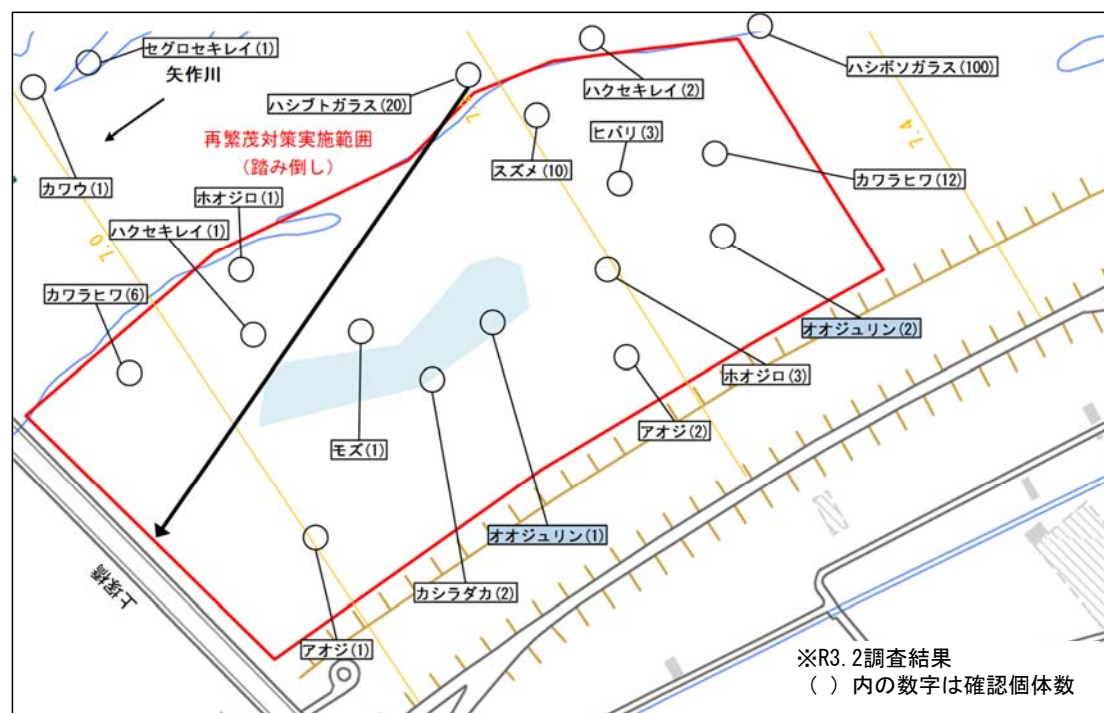 セグロセキレイ(1)
矢作川
カワウ(1)
ハシブトガラス(20)
ハクセキレイ(2)
ハシボソガラス(100)
再繁茂対策実施範囲
(踏み倒し)
スズメ(10)
ヒバリ(3)
カワラヒワ(12)
7.4
ホオジロ(1)
ハクセキレイ(1)
7.0
カワラヒワ(6)
オオジュリン(2)
ホオジロ(3)
アオジ(2)
モズ(1)
オオジュリン(1)
カシラダカ(2)
アオジ(1)
上塚橋
※R3.2調査結果
( )内の数字は確認個体数